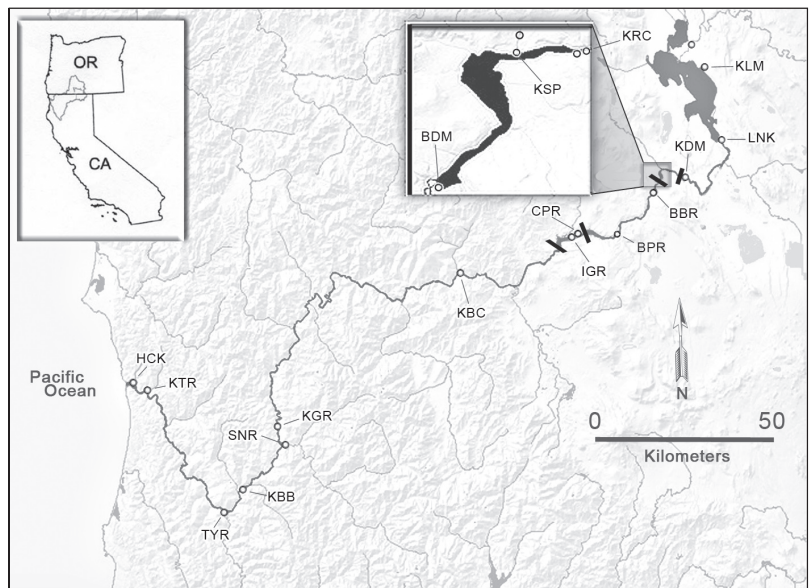 OR
CA
KRC
KSP
BDM
KLM
LNK
KDM
BBR
CPR
BPR
IGR
KBC
HCK
KTR
Pacific
Ocean
KGR
SNR
KBB
TYR
N
0 50
Kilometers